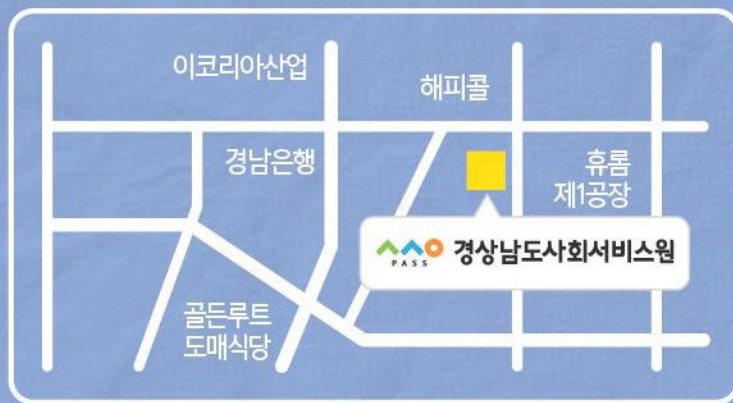 이코리아산업
해피콜
경남은행
휴롬
제1공장
PASS
경상남도사회서비스원
골든루트
도매식당